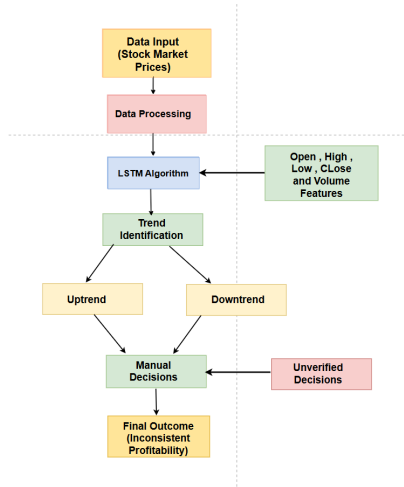 Data Input
(Stock Market
Prices)
Data Processing
LSTM Algorithm
Open , High ,
Low , CLose
and Volume
Features
Trend
Identification
Uptrend
Downtrend
Manual
Decisions
Unverified
Decisions
Final Outcome
(Inconsistent
Profitability)